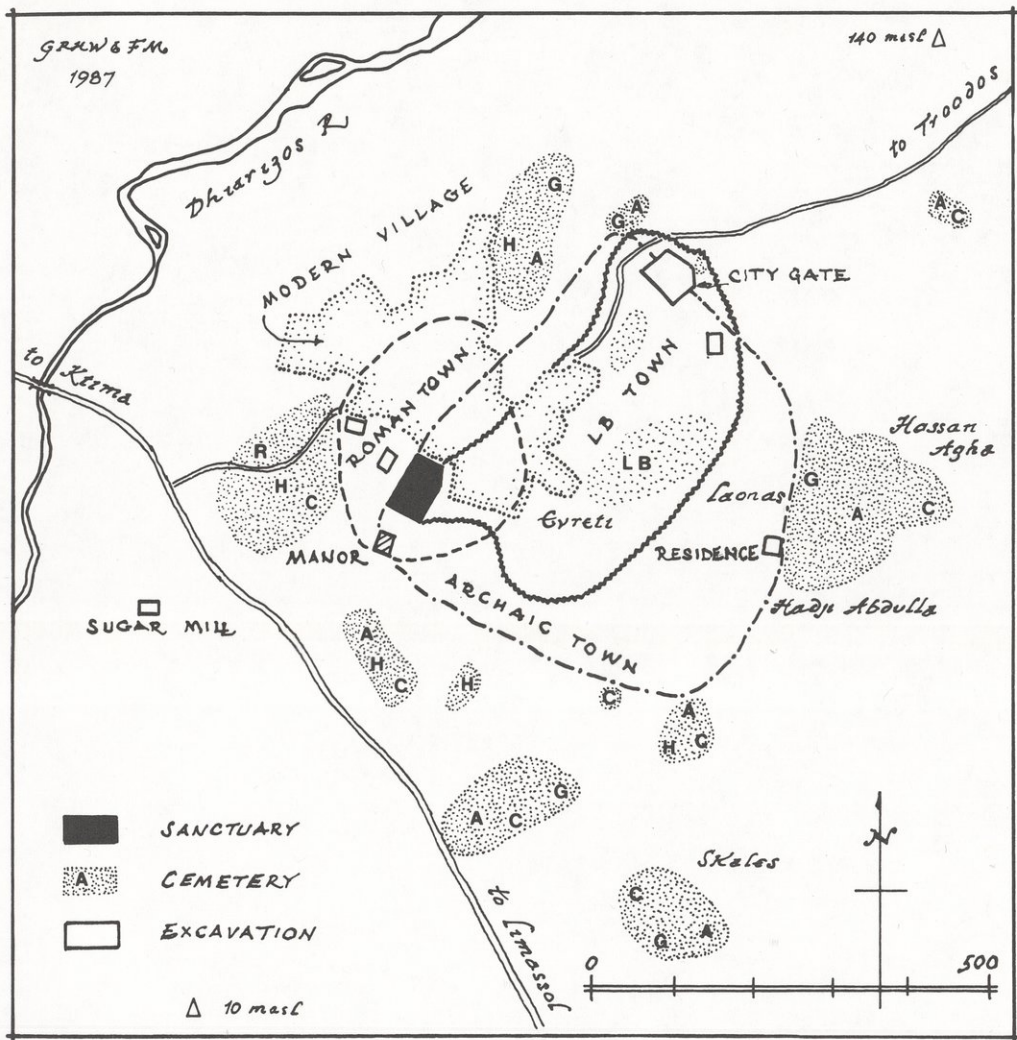 GRHW & F.M.
1987
140 masl
to Troodos
Dhiarizos R
MODERN VILLAGE
G
H
A
G A
A
C
CITY GATE
to Ktima
ROMAN TOWN
LB TOWN
LB
R
H
C
Evreti
Laonas
Hassan
Agha
G
A
C
MANOR
RESIDENCE
Hadji Abdulla
ARCHAIC TOWN
SUGAR MILL
A
H
C
H
C
A
H C
G
A C
SANCTUARY
A CEMETERY
EXCAVATION
Skales
C
G A
N
to Limassol
0 500
10 masl